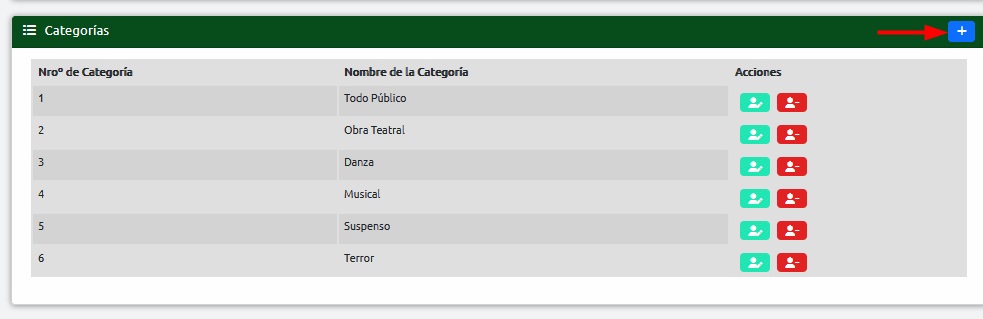 Categorías
Nroº de Categoría Nombre de la Categoría Acciones
1 Todo Público
2 Obra Teatral
3 Danza
4 Musical
5 Suspenso
6 Terror